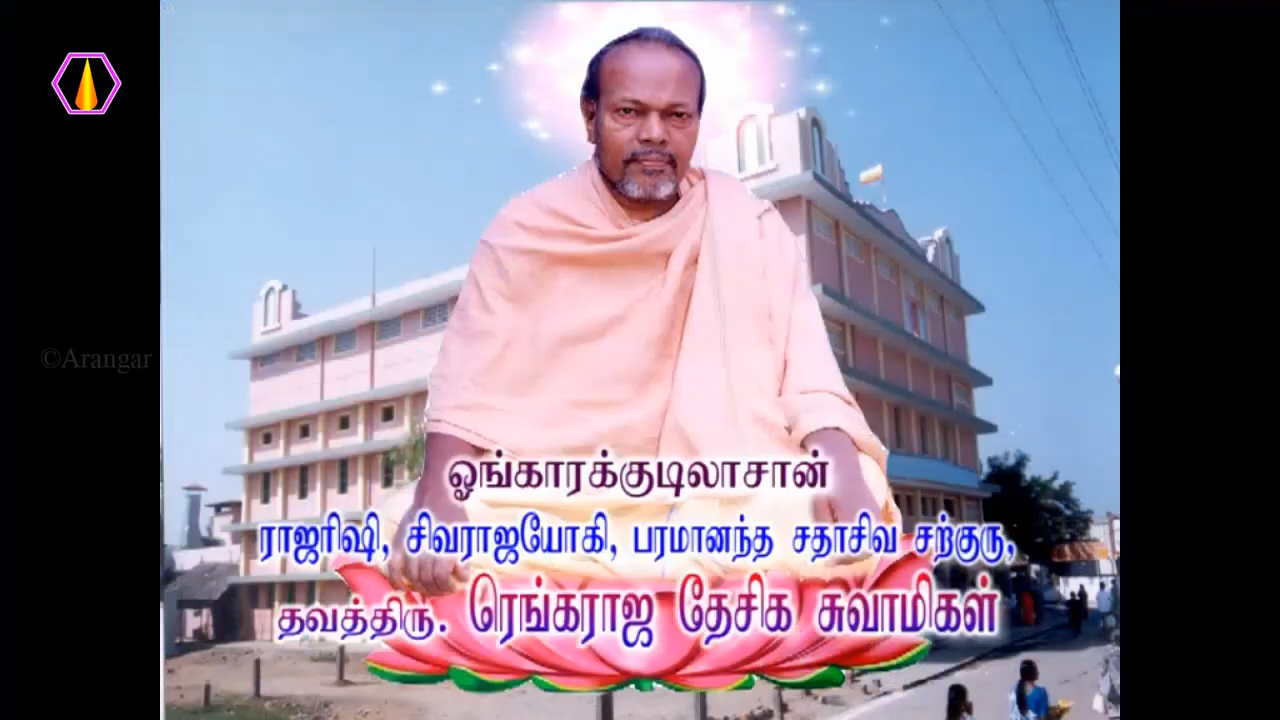 ©Arangar
ஓங்காரக்குடிலாசான்
ராஜரிஷி, சிவராஜயோகி, பரமானந்த சதாசிவ சற்குரு,
தவத்திரு. ரெங்கராஜ தேசிக சுவாமிகள்